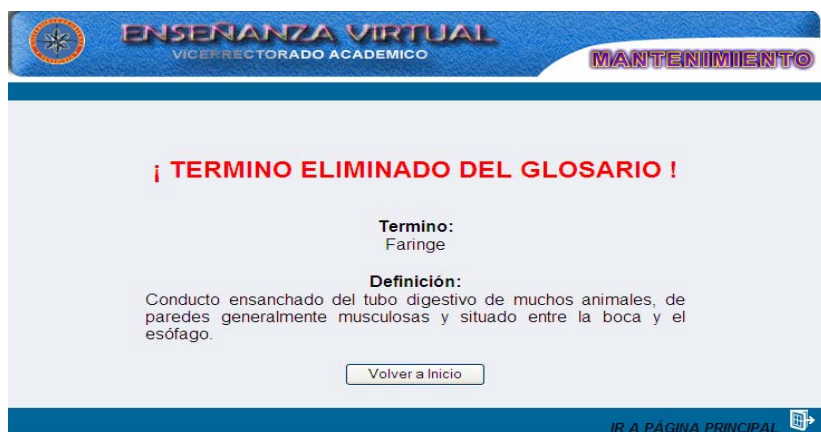 ENSEÑANZA VIRTUAL
VICERRECTORADO ACADEMICO
MANTENIMIENTO
¡ TERMINO ELIMINADO DEL GLOSARIO !
Termino:
Faringe
Definición:
Conducto ensanchado del tubo digestivo de muchos animales, de
paredes generalmente musculosas y situado entre la boca y el
esófago.
Volver a Inicio
IR A PÁGINA PRINCIPAL